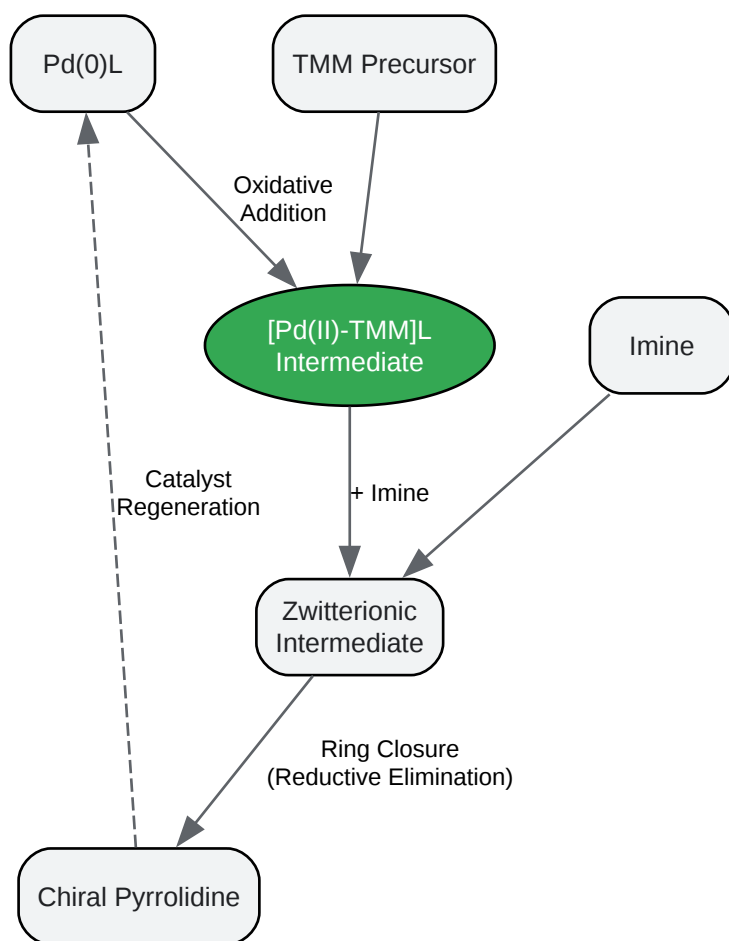 Pd(0)L
TMM Precursor
Oxidative
Addition
[Pd(II)-TMM]L
Intermediate
Imine
Catalyst
Regeneration
+ Imine
Zwitterionic
Intermediate
Ring Closure
(Reductive Elimination)
Chiral Pyrrolidine